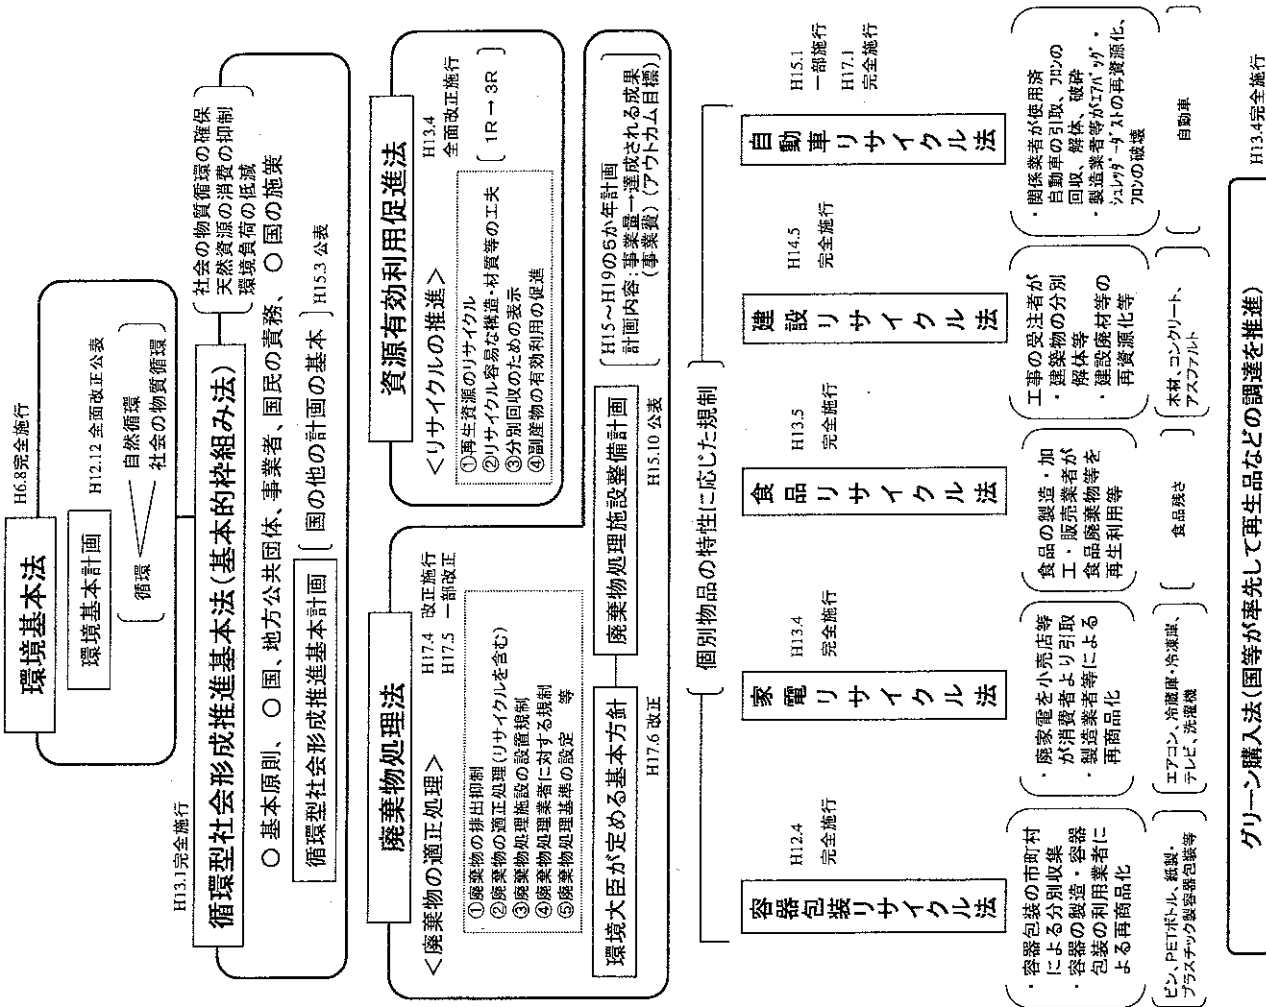 環境基本法
H6.8完全施行
環境基本計画
H12.12 全面改正公表
循環
自然循環
社会の物質循環
H13.1完全施行
循環型社会形成推進基本法(基本的枠組み法)
社会の物質循環の確保
天然資源の消費の抑制
環境負荷の低減
○ 基本原則、 ○ 国、地方公共団体、事業者、国民の責務、 ○ 国の施策
循環型社会形成推進基本計画
国の他の計画の基本
H15.3 公表
廃棄物処理法
H17.4 改正施行
H17.5 一部改正
<廃棄物の適正処理>
①廃棄物の排出抑制
②廃棄物の適正処理(リサイクルを含む)
③廃棄物処理施設の設置規制
④廃棄物処理業者に対する規制
⑤廃棄物処理基準の設定 等
資源有効利用促進法
H13.4
全面改正施行
<リサイクルの推進>
①再生資源のリサイクル
②リサイクル容易な構造・材質等の工夫
③分別回収のための表示
④副産物の有効利用の促進
1R→3R
環境大臣が定める基本方針
H17.6 改正
廃棄物処理施設整備計画
H15.10 公表
H15~H19の5か年計画
計画内容:事業量→達成される成果
(事業費)(アウトカム目標)
個別物品の特性に応じた規制
容器包装リサイクル法
H12.4
完全施行
・容器包装の市町村
による分別収集
・容器の製造・容器
包装の利用業者に
よる再商品化
ビン、PETボトル、紙製・
プラスチック製容器包装等
家電リサイクル法
H13.4
完全施行
・廃家電を小売店等
が消費者より引取
・製造業者等による
再商品化
エアコン、冷蔵庫・冷凍庫、
テレビ、洗濯機
食品リサイクル法
H13.5
完全施行
食品の製造・加
工・販売業者が
食品廃棄物等を
再生利用等
食品残さ
建設リサイクル法
H14.5
完全施行
工事の受注者が
・建築物の分別
解体等
・建設廃材等の
再資源化等
木材、コンクリート、
アスファルト
自動車リサイクル法
H15.1
一部施行
H17.1
完全施行
・関係業者が使用済
自動車の引取、フロンの
回収、解体、破砕
・製造業者等がエアバッグ・
シュレッダーダストの再資源化、
フロンの破壊
自動車
H13.4完全施行
グリーン購入法(国等が率先して再生品などの調達を推進)